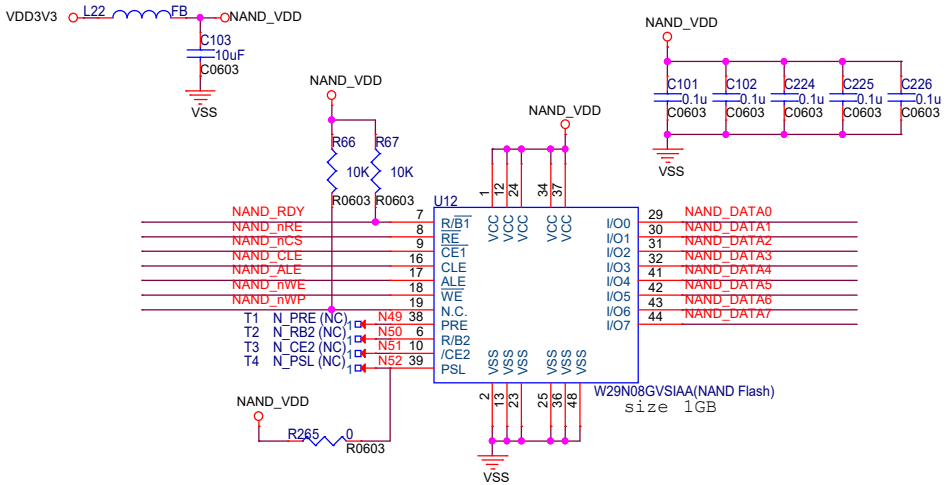 VDD3V3 L22 FB NAND_VDD
C103
10uF
C0603
VSS
NAND_VDD
C101 C102 C224 C225 C226
0.1u 0.1u 0.1u 0.1u 0.1u
C0603 C0603 C0603 C0603 C0603
VSS
NAND_VDD
R66 R67
10K 10K
R0603 R0603
NAND_VDD
1 12 24 34 37
VCC VCC VCC VCC VCC
U12
NAND_RDY 7 R/B1
NAND_nRE 8 RE
NAND_nCS 9 CE1
NAND_CLE 16 CLE
NAND_ALE 17 ALE
NAND_nWE 18 WE
NAND_nWP 19 N.C.
T1 N_PRE (NC) 1 N49 38 PRE
T2 N_RB2 (NC) 1 N50 6 R/B2
T3 N_CE2 (NC) 1 N51 10 /CE2
T4 N_PSL (NC) 1 N52 39 PSL
I/O0 29 NAND_DATA0
I/O1 30 NAND_DATA1
I/O2 31 NAND_DATA2
I/O3 32 NAND_DATA3
I/O4 41 NAND_DATA4
I/O5 42 NAND_DATA5
I/O6 43 NAND_DATA6
I/O7 44 NAND_DATA7
VSS VSS VSS VSS VSS VSS
2 13 23 25 36 48
W29N08GVSIAA(NAND Flash)
size 1GB
NAND_VDD
R265 0
R0603
VSS